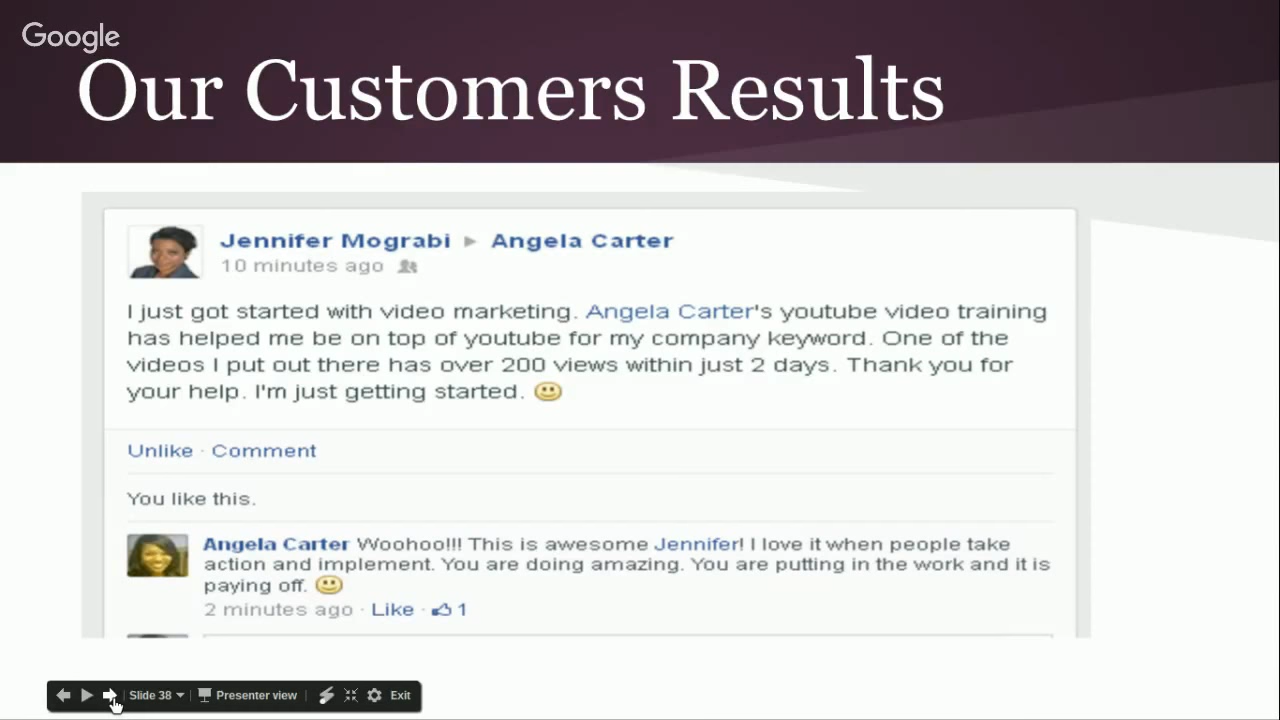 Google
Our Customers Results
Jennifer Mograbi ▸ Angela Carter
10 minutes ago
I just got started with video marketing. Angela Carter's youtube video training
has helped me be on top of youtube for my company keyword. One of the
videos I put out there has over 200 views within just 2 days. Thank you for
your help. I'm just getting started. 🙂
Unlike · Comment
You like this.
Angela Carter Woohoo!!! This is awesome Jennifer! I love it when people take
action and implement. You are doing amazing. You are putting in the work and it is
paying off. 🙂
2 minutes ago · Like · 1
Slide 38 Presenter view Exit